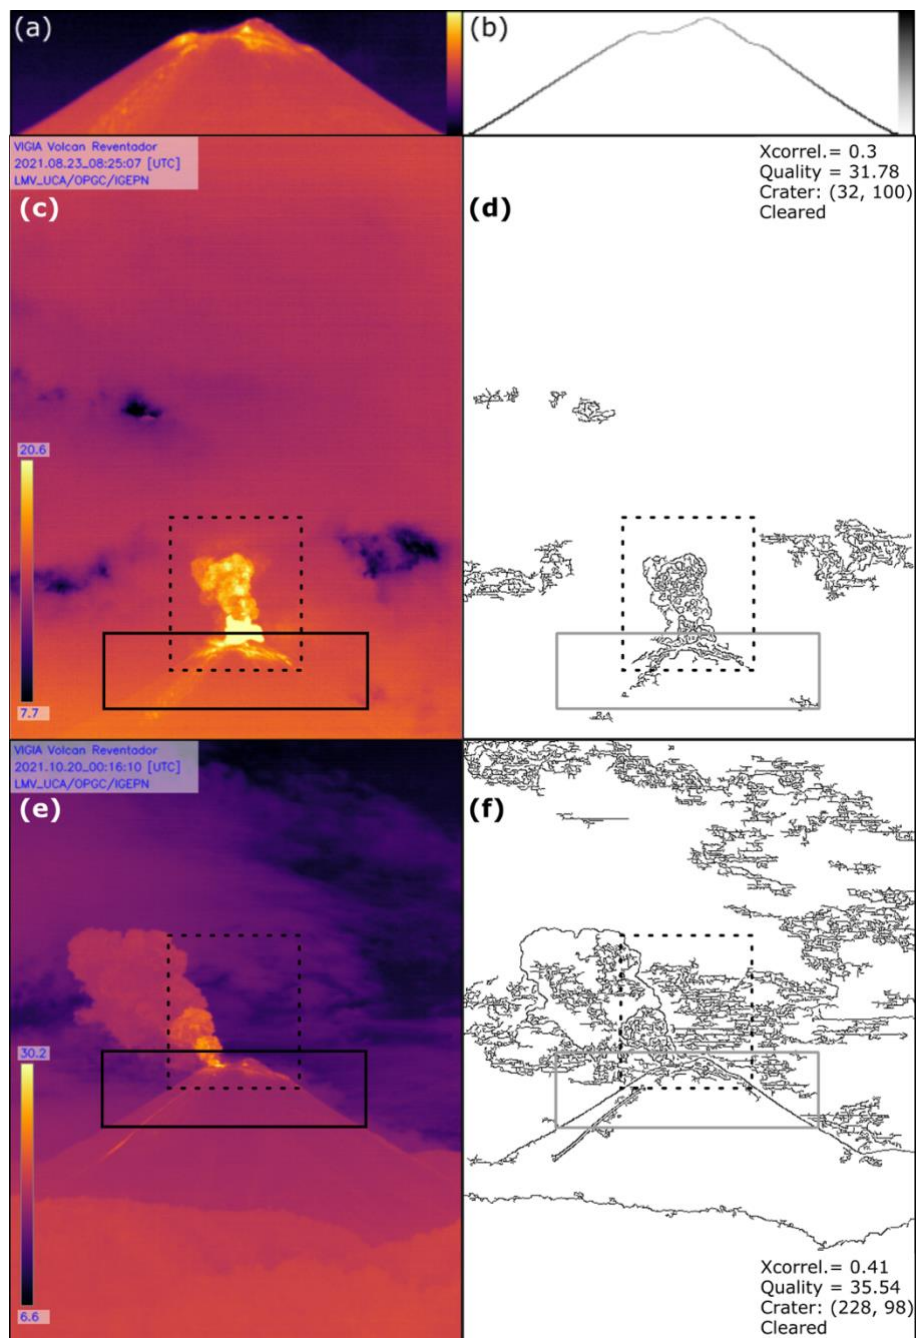 (a)
(b)
VIGIA Volcan Reventador
2021.08.23_08:25:07 [UTC]
LMV_UCA/OPGC/IGEPN
(c)
Xcorrel.= 0.3
Quality = 31.78
Crater: (32, 100)
Cleared
(d)
20.6
7.7
VIGIA Volcan Reventador
2021.10.20_00:16:10 [UTC]
LMV_UCA/OPGC/IGEPN
(e)
(f)
30.2
6.6
Xcorrel.= 0.41
Quality = 35.54
Crater: (228, 98)
Cleared